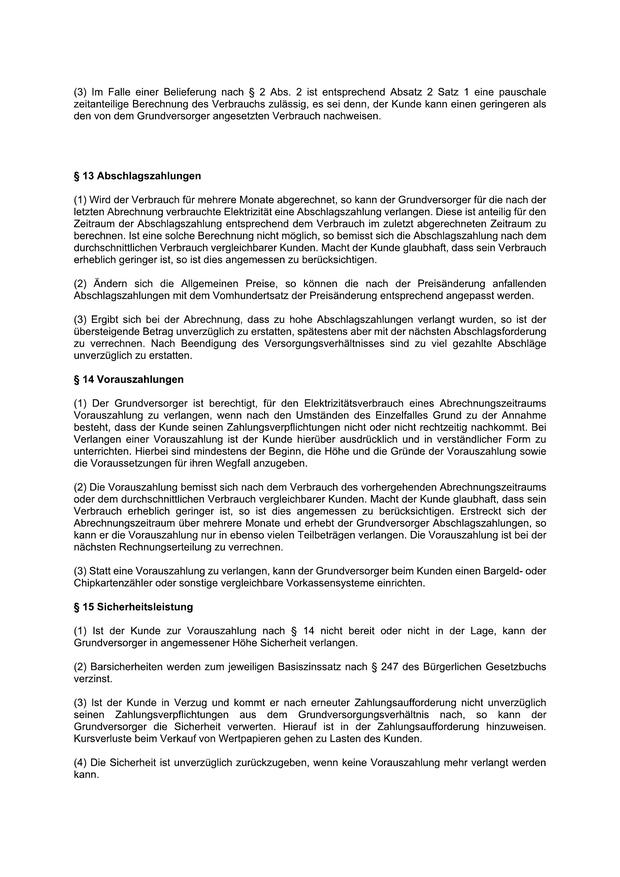 (3) Im Falle einer Belieferung nach § 2 Abs. 2 ist entsprechend Absatz 2 Satz 1 eine pauschale
zeitanteilige Berechnung des Verbrauchs zulässig, es sei denn, der Kunde kann einen geringeren als
den von dem Grundversorger angesetzten Verbrauch nachweisen.
§ 13 Abschlagszahlungen
(1) Wird der Verbrauch für mehrere Monate abgerechnet, so kann der Grundversorger für die nach der
letzten Abrechnung verbrauchte Elektrizität eine Abschlagszahlung verlangen. Diese ist anteilig für den
Zeitraum der Abschlagszahlung entsprechend dem Verbrauch im zuletzt abgerechneten Zeitraum zu
berechnen. Ist eine solche Berechnung nicht möglich, so bemisst sich die Abschlagszahlung nach dem
durchschnittlichen Verbrauch vergleichbarer Kunden. Macht der Kunde glaubhaft, dass sein Verbrauch
erheblich geringer ist, so ist dies angemessen zu berücksichtigen.
(2) Ändern sich die Allgemeinen Preise, so können die nach der Preisänderung anfallenden
Abschlagszahlungen mit dem Vomhundertsatz der Preisänderung entsprechend angepasst werden.
(3) Ergibt sich bei der Abrechnung, dass zu hohe Abschlagszahlungen verlangt wurden, so ist der
übersteigende Betrag unverzüglich zu erstatten, spätestens aber mit der nächsten Abschlagsforderung
zu verrechnen. Nach Beendigung des Versorgungsverhältnisses sind zu viel gezahlte Abschläge
unverzüglich zu erstatten.
§ 14 Vorauszahlungen
(1) Der Grundversorger ist berechtigt, für den Elektrizitätsverbrauch eines Abrechnungszeitraums
Vorauszahlung zu verlangen, wenn nach den Umständen des Einzelfalles Grund zu der Annahme
besteht, dass der Kunde seinen Zahlungsverpflichtungen nicht oder nicht rechtzeitig nachkommt. Bei
Verlangen einer Vorauszahlung ist der Kunde hierüber ausdrücklich und in verständlicher Form zu
unterrichten. Hierbei sind mindestens der Beginn, die Höhe und die Gründe der Vorauszahlung sowie
die Voraussetzungen für ihren Wegfall anzugeben.
(2) Die Vorauszahlung bemisst sich nach dem Verbrauch des vorhergehenden Abrechnungszeitraums
oder dem durchschnittlichen Verbrauch vergleichbarer Kunden. Macht der Kunde glaubhaft, dass sein
Verbrauch erheblich geringer ist, so ist dies angemessen zu berücksichtigen. Erstreckt sich der
Abrechnungszeitraum über mehrere Monate und erhebt der Grundversorger Abschlagszahlungen, so
kann er die Vorauszahlung nur in ebenso vielen Teilbeträgen verlangen. Die Vorauszahlung ist bei der
nächsten Rechnungserteilung zu verrechnen.
(3) Statt eine Vorauszahlung zu verlangen, kann der Grundversorger beim Kunden einen Bargeld- oder
Chipkartenzähler oder sonstige vergleichbare Vorkassensysteme einrichten.
§ 15 Sicherheitsleistung
(1) Ist der Kunde zur Vorauszahlung nach § 14 nicht bereit oder nicht in der Lage, kann der
Grundversorger in angemessener Höhe Sicherheit verlangen.
(2) Barsicherheiten werden zum jeweiligen Basiszinssatz nach § 247 des Bürgerlichen Gesetzbuchs
verzinst.
(3) Ist der Kunde in Verzug und kommt er nach erneuter Zahlungsaufforderung nicht unverzüglich
seinen Zahlungsverpflichtungen aus dem Grundversorgungsverhältnis nach, so kann der
Grundversorger die Sicherheit verwerten. Hierauf ist in der Zahlungsaufforderung hinzuweisen.
Kursverluste beim Verkauf von Wertpapieren gehen zu Lasten des Kunden.
(4) Die Sicherheit ist unverzüglich zurückzugeben, wenn keine Vorauszahlung mehr verlangt werden
kann.